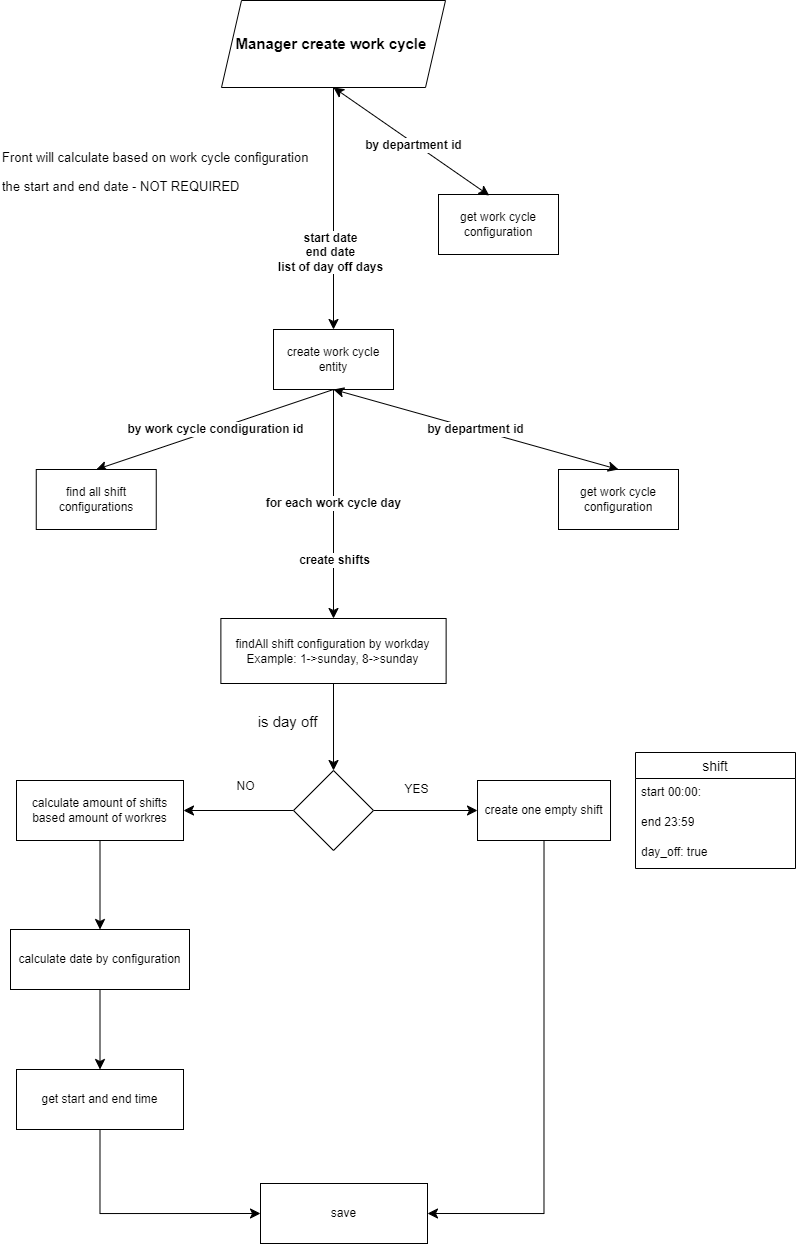 Manager create work cycle
by department id
Front will calculate based on work cycle configuration
the start and end date - NOT REQUIRED
get work cycle
configuration
start date
end date
list of day off days
create work cycle
entity
by work cycle condiguration id
by department id
find all shift
configurations
get work cycle
configuration
for each work cycle day
create shifts
findAll shift configuration by workday
Example: 1->sunday, 8->sunday
is day off
NO
YES
calculate amount of shifts
based amount of workres
create one empty shift
shift
start 00:00:
end 23:59
day_off: true
calculate date by configuration
get start and end time
save